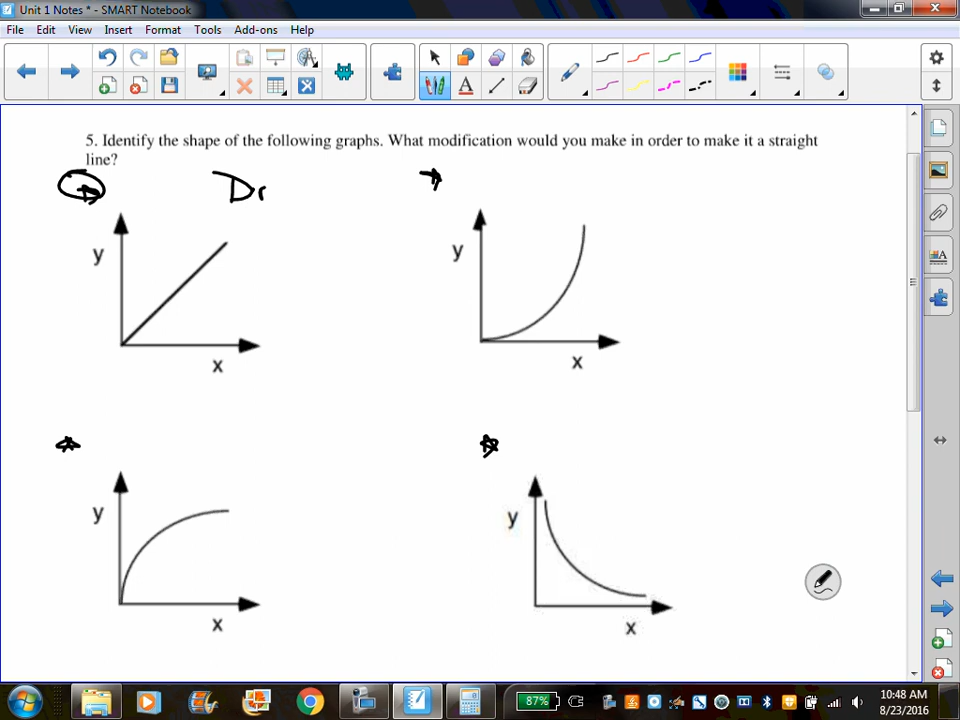 Unit 1 Notes * - SMART Notebook
File Edit View Insert Format Tools Add-ons Help
5. Identify the shape of the following graphs. What modification would you make in order to make it a straight
line?
Dr
y
x
y
x
y
x
y
x
87%
10:48 AM
8/23/2016